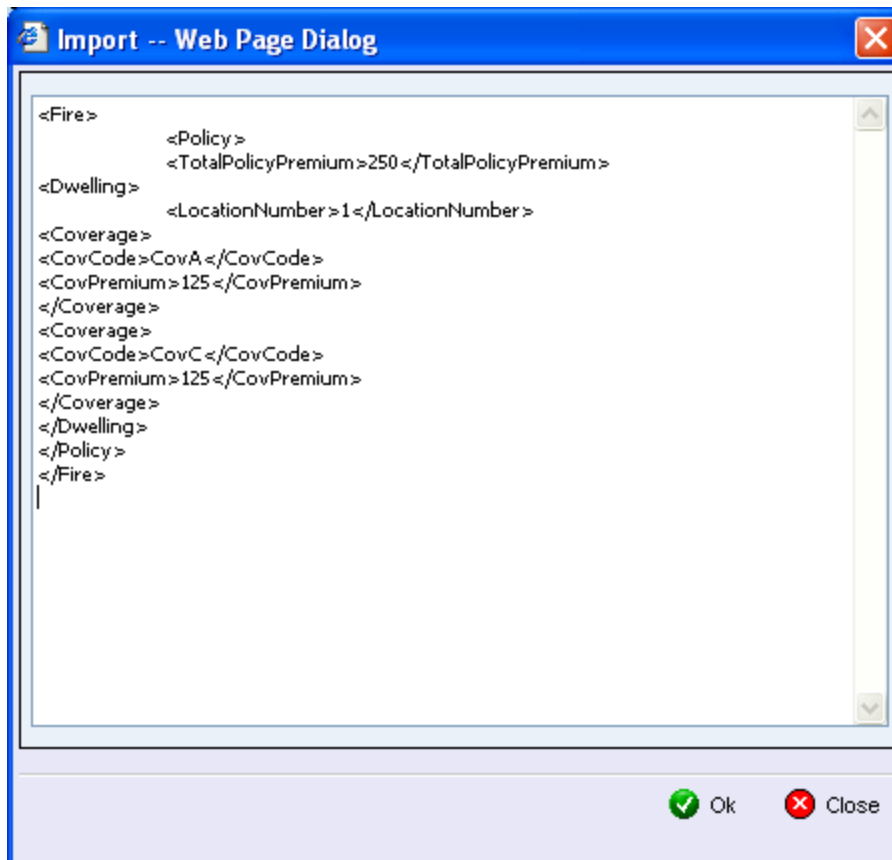 Import -- Web Page Dialog
<Fire>
<Policy>
<TotalPolicyPremium>250</TotalPolicyPremium>
<Dwelling>
<LocationNumber>1</LocationNumber>
<Coverage>
<CovCode>CovA</CovCode>
<CovPremium>125</CovPremium>
</Coverage>
<Coverage>
<CovCode>CovC</CovCode>
<CovPremium>125</CovPremium>
</Coverage>
</Dwelling>
</Policy>
</Fire>
Ok Close